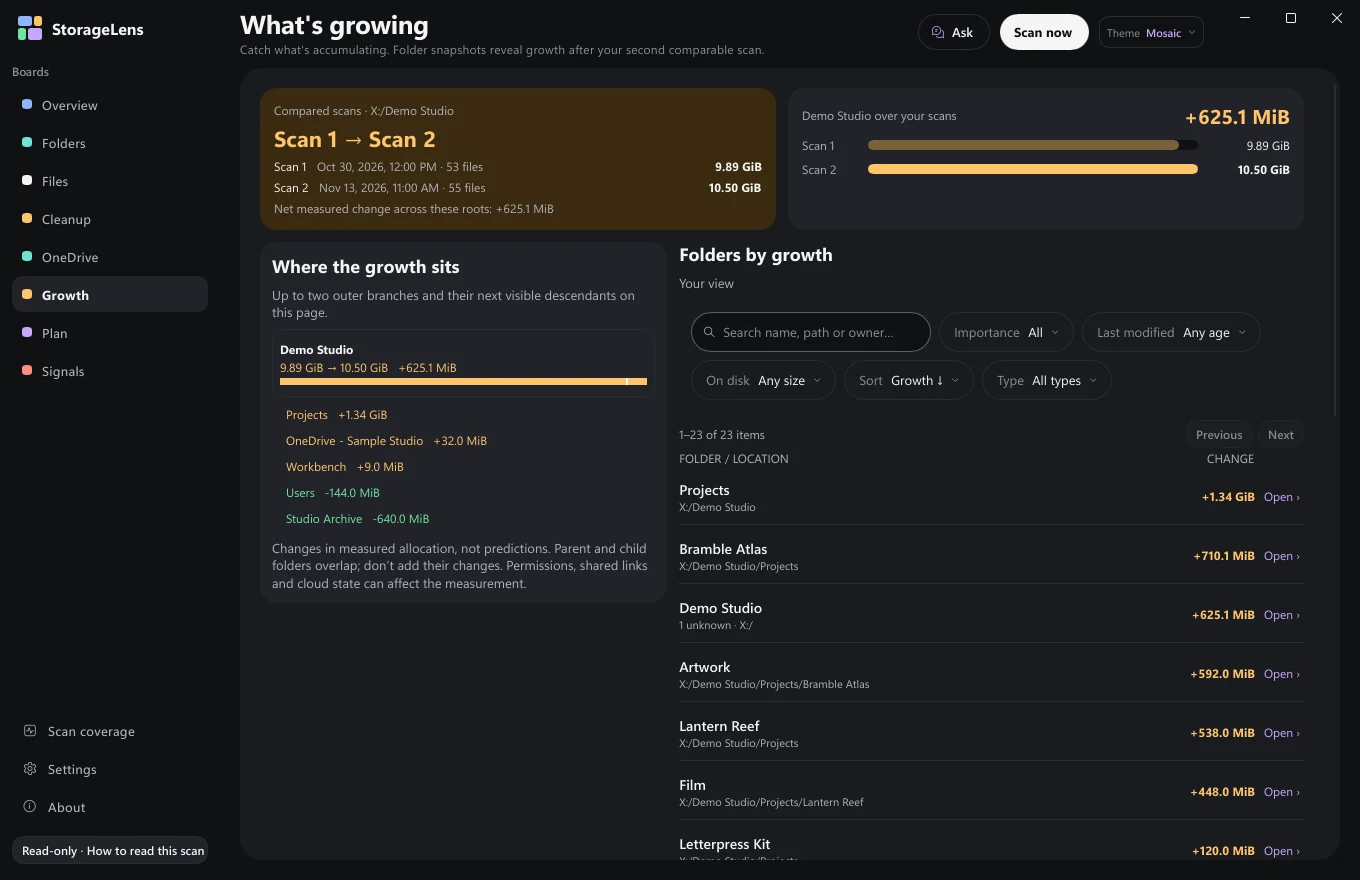 StorageLens
Boards
Overview
Folders
Files
Cleanup
OneDrive
Growth
Plan
Signals
Scan coverage
Settings
About
Read-only · How to read this scan
What's growing
Catch what's accumulating. Folder snapshots reveal growth after your second comparable scan.
Ask
Scan now
Theme Mosaic
Compared scans · X:/Demo Studio
Scan 1 → Scan 2
Scan 1 Oct 30, 2026, 12:00 PM · 53 files 9.89 GiB
Scan 2 Nov 13, 2026, 11:00 AM · 55 files 10.50 GiB
Net measured change across these roots: +625.1 MiB
Demo Studio over your scans +625.1 MiB
Scan 1 9.89 GiB
Scan 2 10.50 GiB
Where the growth sits
Up to two outer branches and their next visible descendants on
this page.
Demo Studio
9.89 GiB → 10.50 GiB +625.1 MiB
Projects +1.34 GiB
OneDrive - Sample Studio +32.0 MiB
Workbench +9.0 MiB
Users -144.0 MiB
Studio Archive -640.0 MiB
Changes in measured allocation, not predictions. Parent and child
folders overlap; don't add their changes. Permissions, shared links
and cloud state can affect the measurement.
Folders by growth
Your view
Search name, path or owner...
Importance All
Last modified Any age
On disk Any size
Sort Growth ↓
Type All types
1–23 of 23 items Previous Next
FOLDER / LOCATION CHANGE
Projects
X:/Demo Studio
+1.34 GiB Open ›
Bramble Atlas
X:/Demo Studio/Projects
+710.1 MiB Open ›
Demo Studio
1 unknown · X:/
+625.1 MiB Open ›
Artwork
X:/Demo Studio/Projects/Bramble Atlas
+592.0 MiB Open ›
Lantern Reef
X:/Demo Studio/Projects
+538.0 MiB Open ›
Film
X:/Demo Studio/Projects/Lantern Reef
+448.0 MiB Open ›
Letterpress Kit
+120.0 MiB Open ›